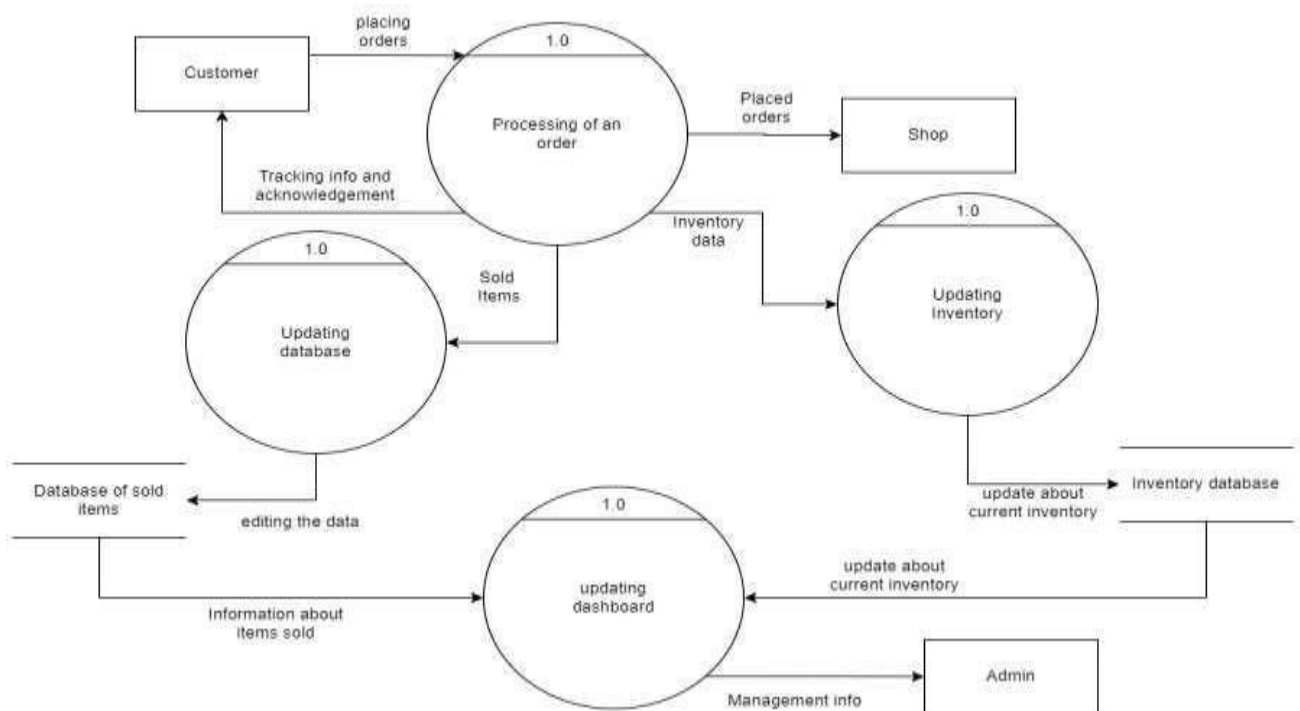 placing
orders
1.0
Customer
Processing of an
order
Placed
orders
Shop
Tracking info and
acknowledgement
Inventory
data
1.0
1.0
Sold
Items
Updating
Inventory
Updating
database
Database of sold
items
editing the data
update about
current inventory
Inventory database
1.0
update about
current inventory
updating
dashboard
Information about
items sold
Management info
Admin